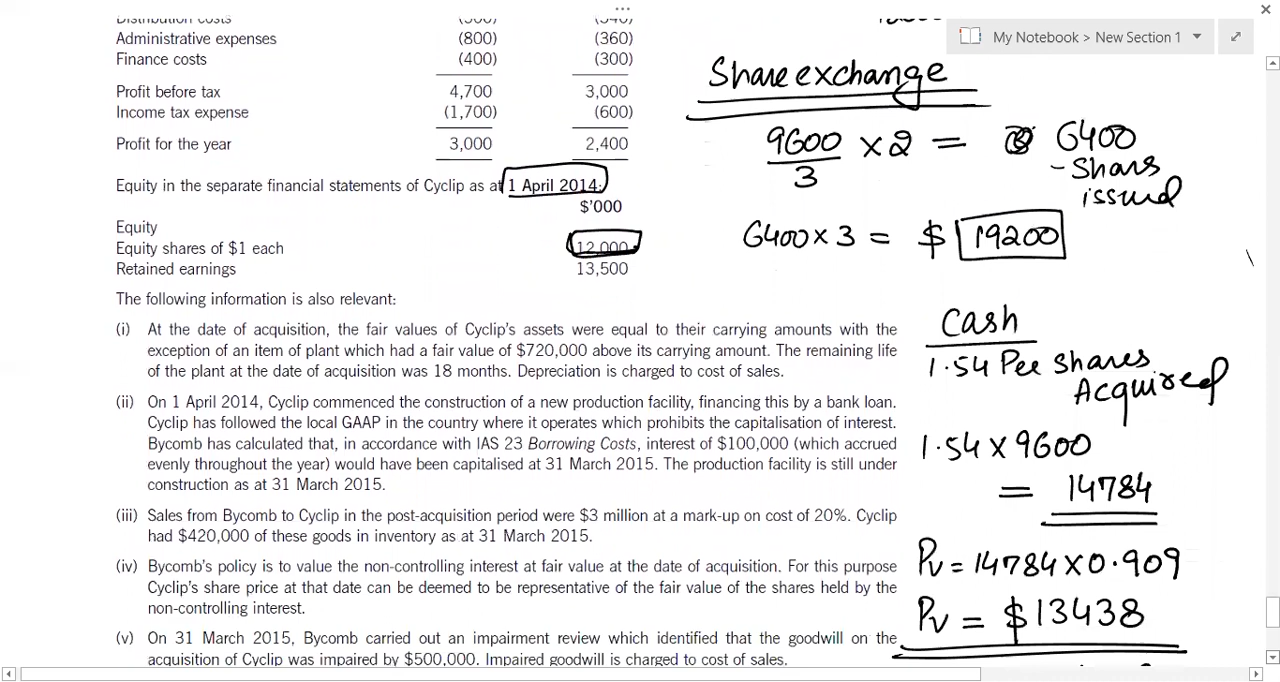 (800) (360)
Administrative expenses
Finance costs (400) (300)
Profit before tax 4,700 3,000
Income tax expense (1,700) (600)
Profit for the year 3,000 2,400
Equity in the separate financial statements of Cyclip as at 1 April 2014:
$'000
Equity
Equity shares of $1 each 12,000
Retained earnings 13,500
The following information is also relevant:
(i) At the date of acquisition, the fair values of Cyclip's assets were equal to their carrying amounts with the
exception of an item of plant which had a fair value of $720,000 above its carrying amount. The remaining life
of the plant at the date of acquisition was 18 months. Depreciation is charged to cost of sales.
(ii) On 1 April 2014, Cyclip commenced the construction of a new production facility, financing this by a bank loan.
Cyclip has followed the local GAAP in the country where it operates which prohibits the capitalisation of interest.
Bycomb has calculated that, in accordance with IAS 23 Borrowing Costs, interest of $100,000 (which accrued
evenly throughout the year) would have been capitalised at 31 March 2015. The production facility is still under
construction as at 31 March 2015.
(iii) Sales from Bycomb to Cyclip in the post-acquisition period were $3 million at a mark-up on cost of 20%. Cyclip
had $420,000 of these goods in inventory as at 31 March 2015.
(iv) Bycomb's policy is to value the non-controlling interest at fair value at the date of acquisition. For this purpose
Cyclip's share price at that date can be deemed to be representative of the fair value of the shares held by the
non-controlling interest.
(v) On 31 March 2015, Bycomb carried out an impairment review which identified that the goodwill on the
acquisition of Cyclip was impaired by $500,000. Impaired goodwill is charged to cost of sales.
My Notebook > New Section 1
Share exchange
9600
3
× 2 = 6400
- Shars
issued
6400 × 3 = $ 19200
Cash
1.54 Per shares
Acquired
1.54 × 9600
= 14784
Pv = 14784 × 0.909
Pv = $13438